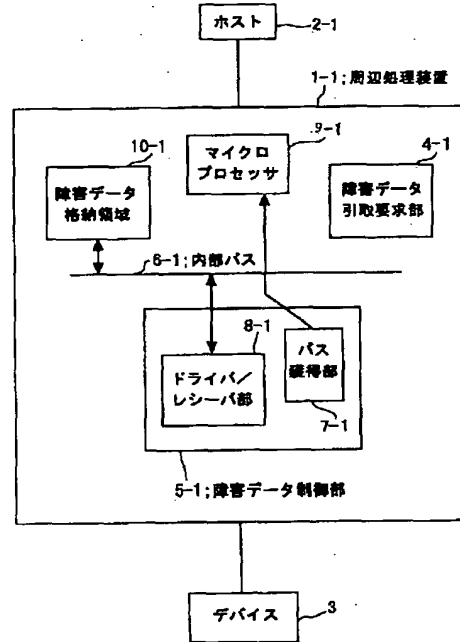 ホスト
2-1
1-1;周辺処理装置
9-1
マイクロ
プロセッサ
10-1
障害データ
格納領域
4-1
障害データ
引取要求部
6-1;内部バス
8-1
ドライバ/
レシーバ部
バス
獲得部
7-1
5-1;障害データ制御部
デバイス
3